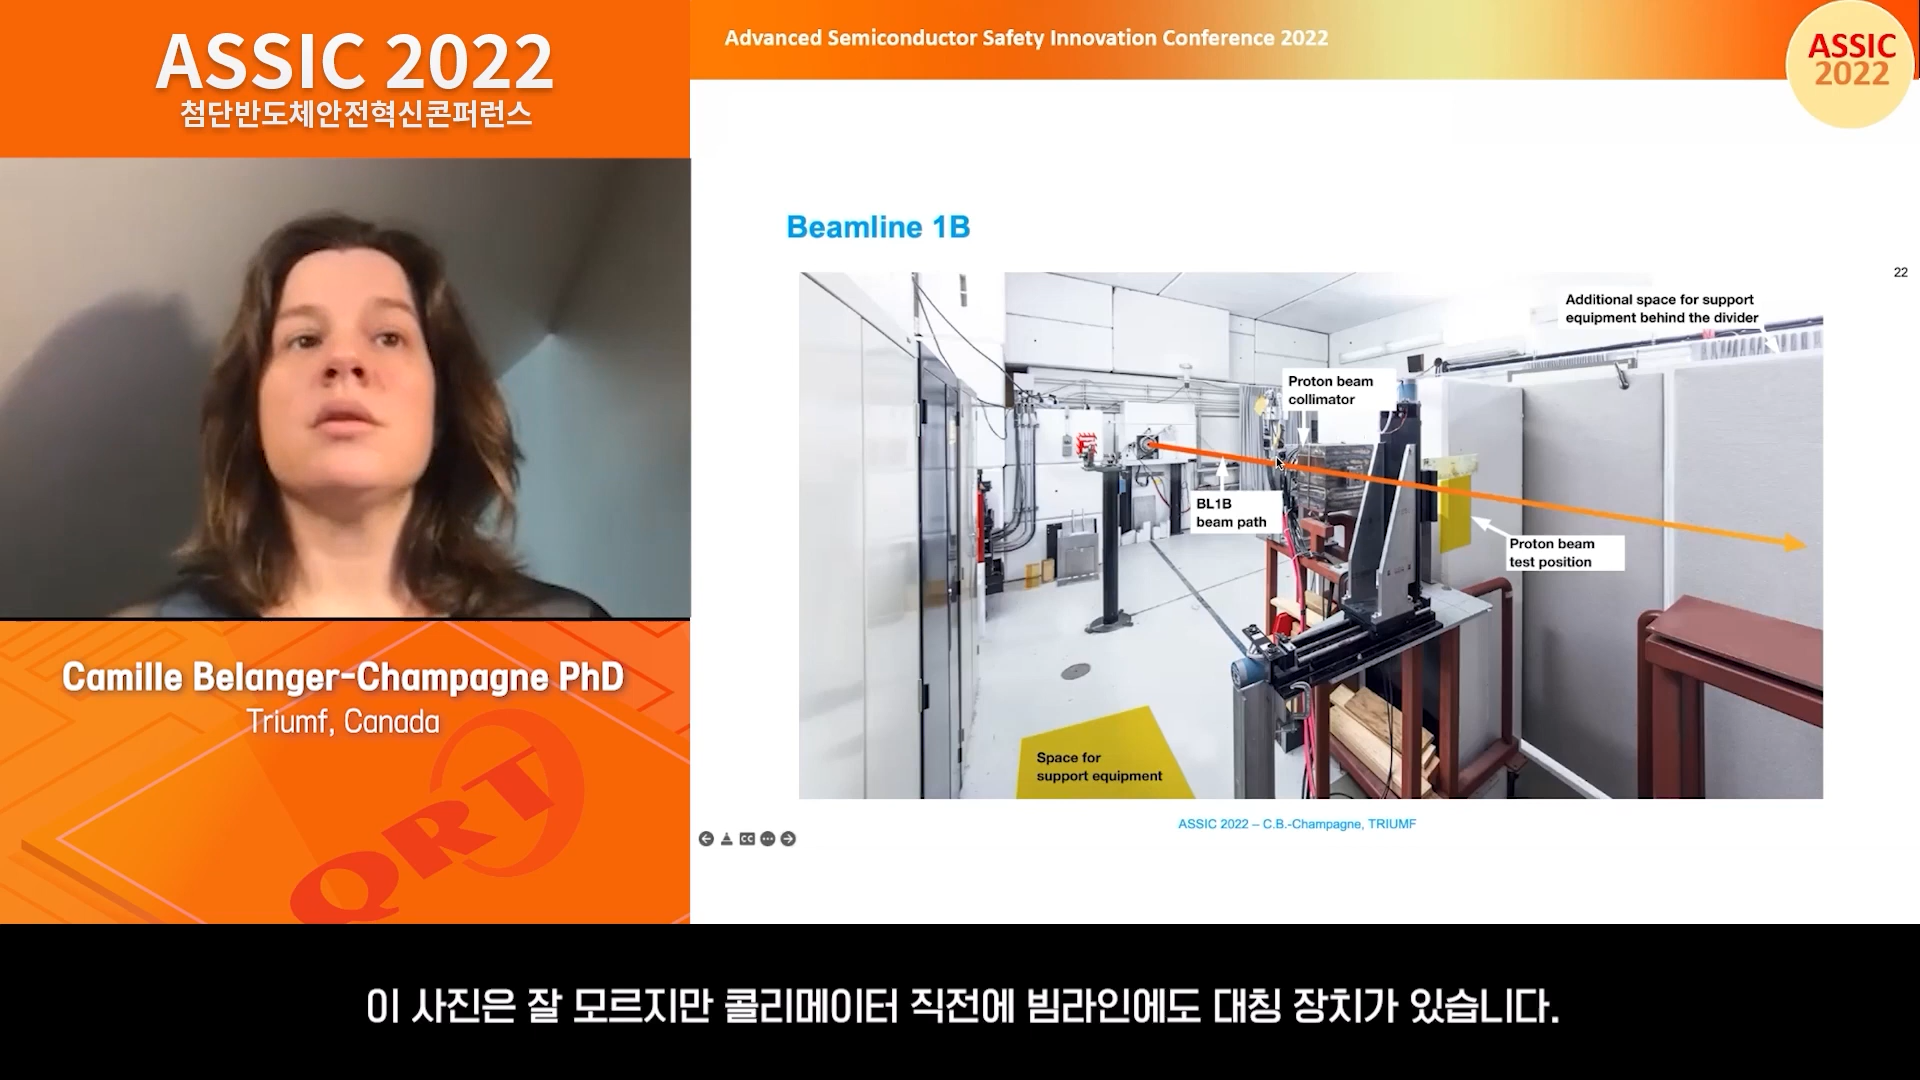 ASSIC 2022
첨단반도체안전혁신콘퍼런스
Advanced Semiconductor Safety Innovation Conference 2022
ASSIC
2022
Beamline 1B
22
Additional space for support
equipment behind the divider
Proton beam
collimator
BL1B
beam path
Proton beam
test position
Space for
support equipment
ASSIC 2022 – C.B.-Champagne, TRIUMF
CC
Camille Belanger-Champagne PhD
Triumf, Canada
QRT
이 사진은 잘 모르지만 콜리메이터 직전에 빔라인에도 대칭 장치가 있습니다.